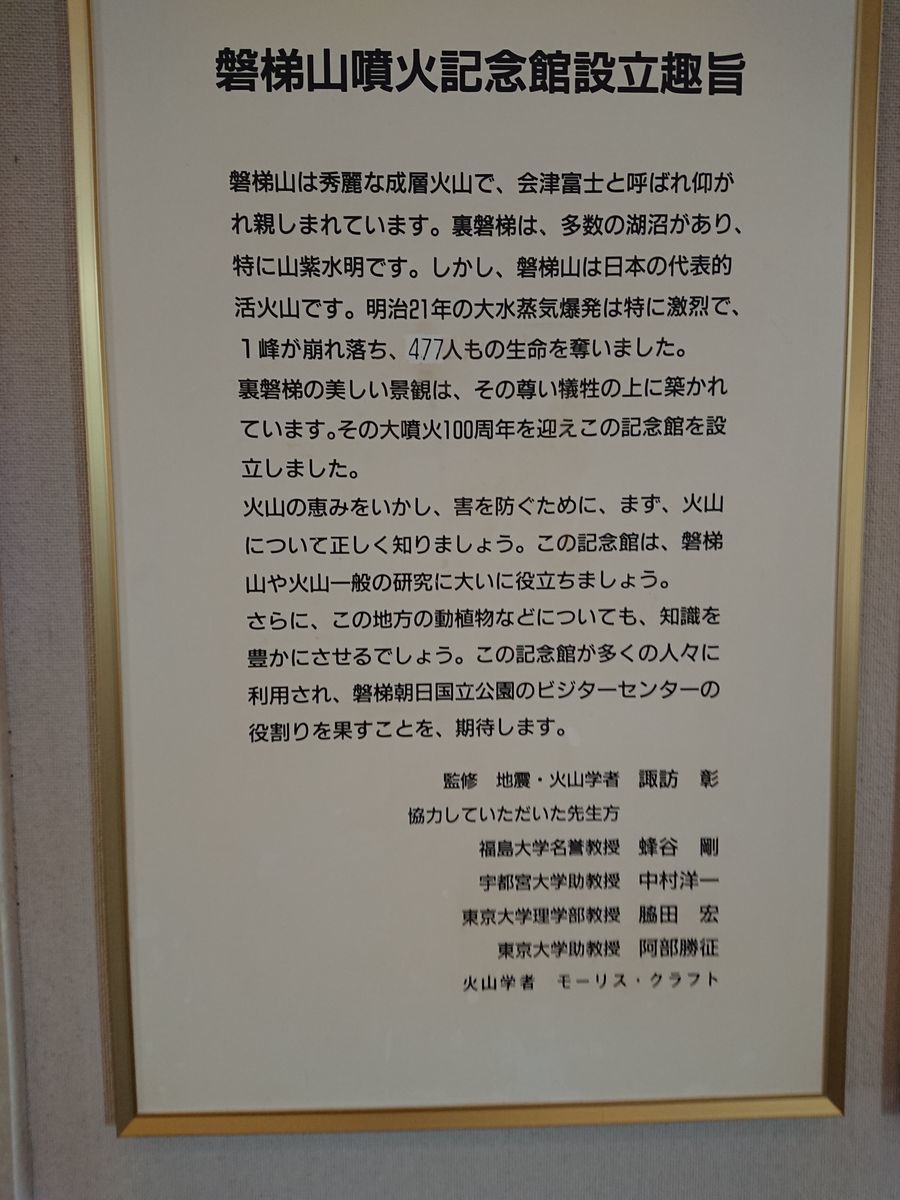 磐梯山噴火記念館設立趣旨
磐梯山は秀麗な成層火山で、会津富士と呼ばれ仰が
れ親しまれています。裏磐梯は、多数の湖沼があり、
特に山紫水明です。しかし、磐梯山は日本の代表的
活火山です。明治21年の大水蒸気爆発は特に激烈で、
1峰が崩れ落ち、477人もの生命を奪いました。
裏磐梯の美しい景観は、その尊い犠牲の上に築かれ
ています。その大噴火100周年を迎えこの記念館を設
立しました。
火山の恵みをいかし、害を防ぐために、まず、火山
について正しく知りましょう。この記念館は、磐梯
山や火山一般の研究に大いに役立ちましょう。
さらに、この地方の動植物などについても、知識を
豊かにさせるでしょう。この記念館が多くの人々に
利用され、磐梯朝日国立公園のビジターセンターの
役割りを果すことを、期待します。
監修 地震・火山学者 諏訪 彰
協力していただいた先生方
福島大学名誉教授 蜂谷 剛
宇都宮大学助教授 中村洋一
東京大学理学部教授 脇田 宏
東京大学助教授 阿部勝征
火山学者 モーリス・クラフト